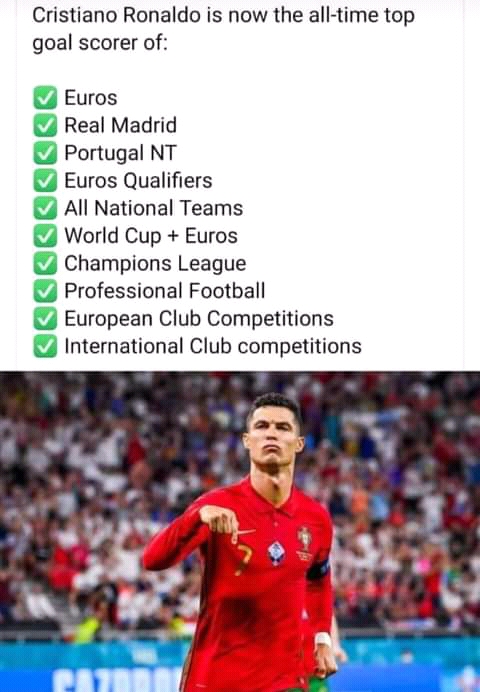 Cristiano Ronaldo is now the all-time top
goal scorer of:
✅ Euros
✅ Real Madrid
✅ Portugal NT
✅ Euros Qualifiers
✅ All National Teams
✅ World Cup + Euros
✅ Champions League
✅ Professional Football
✅ European Club Competitions
✅ International Club competitions
7